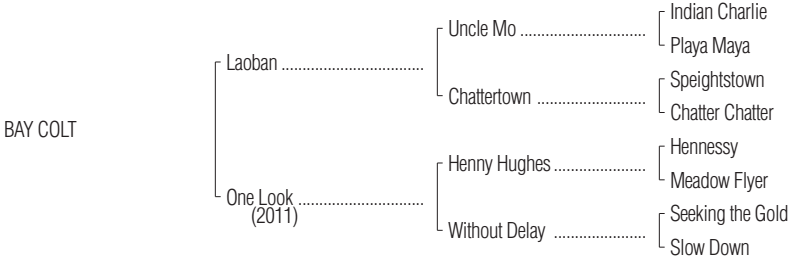 Indian Charlie
Uncle Mo ..............................
Playa Maya
Laoban ..................................
Speightstown
Chattertown ..........................
Chatter Chatter
BAY COLT
Hennessy
Henny Hughes ......................
Meadow Flyer
One Look ..............................
(2011)
Seeking the Gold
Without Delay ......................
Slow Down